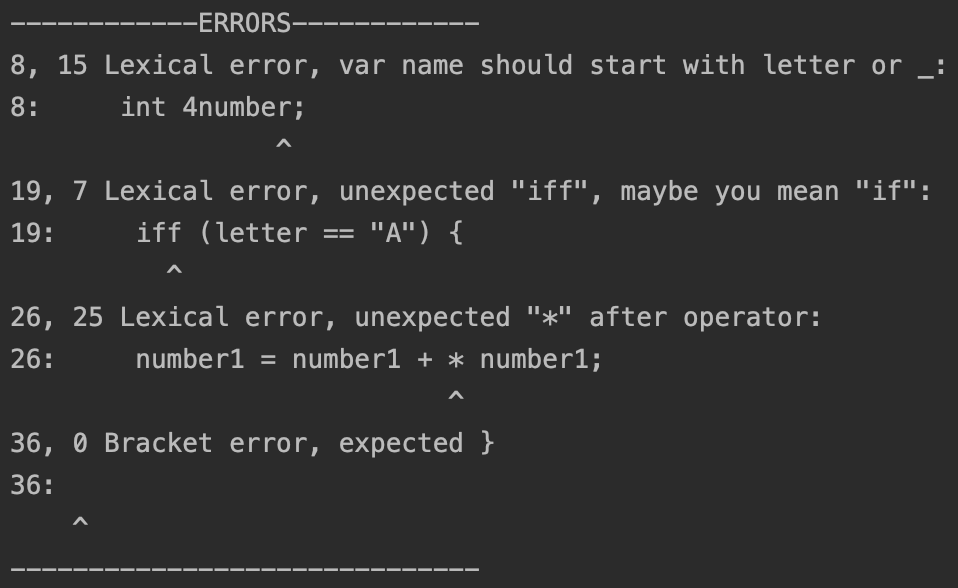 ------------ERRORS------------
8, 15 Lexical error, var name should start with letter or _:
8:     int 4number;
                 ^
19, 7 Lexical error, unexpected "iff", maybe you mean "if":
19:     iff (letter == "A") {
          ^
26, 25 Lexical error, unexpected "*" after operator:
26:     number1 = number1 + * number1;
                            ^
36, 0 Bracket error, expected }
36:
    ^
------------------------------